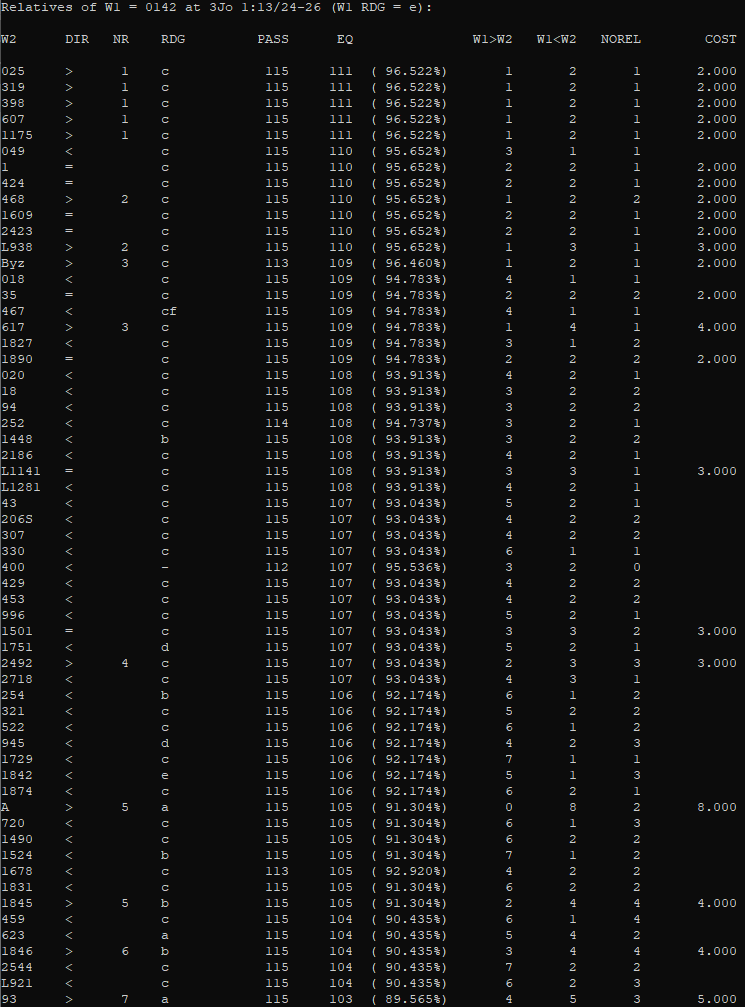 Relatives of W1 = 0142 at 3Jo 1:13/24-26 (W1 RDG = e):
W2 DIR NR RDG PASS EQ W1>W2 W1<W2 NOREL COST
025 > 1 c 115 111 ( 96.522%) 1 2 1 2.000
319 > 1 c 115 111 ( 96.522%) 1 2 1 2.000
398 > 1 c 115 111 ( 96.522%) 1 2 1 2.000
607 > 1 c 115 111 ( 96.522%) 1 2 1 2.000
1175 > 1 c 115 111 ( 96.522%) 1 2 1 2.000
049 < c 115 110 ( 95.652%) 3 1 1
1 = c 115 110 ( 95.652%) 2 2 1 2.000
424 = c 115 110 ( 95.652%) 2 2 1 2.000
468 > 2 c 115 110 ( 95.652%) 1 2 2 2.000
1609 = c 115 110 ( 95.652%) 2 2 1 2.000
2423 = c 115 110 ( 95.652%) 2 2 1 2.000
L938 > 2 c 115 110 ( 95.652%) 1 3 1 3.000
Byz > 3 c 113 109 ( 96.460%) 1 2 1 2.000
018 < c 115 109 ( 94.783%) 4 1 1
35 = c 115 109 ( 94.783%) 2 2 2 2.000
467 < cf 115 109 ( 94.783%) 4 1 1
617 > 3 c 115 109 ( 94.783%) 1 4 1 4.000
1827 < c 115 109 ( 94.783%) 3 1 2
1890 = c 115 109 ( 94.783%) 2 2 2 2.000
020 < c 115 108 ( 93.913%) 4 2 1
18 < c 115 108 ( 93.913%) 3 2 2
94 < c 115 108 ( 93.913%) 3 2 2
252 < c 114 108 ( 94.737%) 3 2 1
1448 < b 115 108 ( 93.913%) 3 2 2
2186 < c 115 108 ( 93.913%) 4 2 1
L1141 = c 115 108 ( 93.913%) 3 3 1 3.000
L1281 < c 115 108 ( 93.913%) 4 2 1
43 < c 115 107 ( 93.043%) 5 2 1
206S < c 115 107 ( 93.043%) 4 2 2
307 < c 115 107 ( 93.043%) 4 2 2
330 < c 115 107 ( 93.043%) 6 1 1
400 < - 112 107 ( 95.536%) 3 2 0
429 < c 115 107 ( 93.043%) 4 2 2
453 < c 115 107 ( 93.043%) 4 2 2
996 < c 115 107 ( 93.043%) 5 2 1
1501 = c 115 107 ( 93.043%) 3 3 2 3.000
1751 < d 115 107 ( 93.043%) 5 2 1
2492 > 4 c 115 107 ( 93.043%) 2 3 3 3.000
2718 < c 115 107 ( 93.043%) 4 3 1
254 < b 115 106 ( 92.174%) 6 1 2
321 < c 115 106 ( 92.174%) 5 2 2
522 < c 115 106 ( 92.174%) 6 1 2
945 < d 115 106 ( 92.174%) 4 2 3
1729 < c 115 106 ( 92.174%) 7 1 1
1842 < e 115 106 ( 92.174%) 5 1 3
1874 < c 115 106 ( 92.174%) 6 2 1
A > 5 a 115 105 ( 91.304%) 0 8 2 8.000
720 < c 115 105 ( 91.304%) 6 1 3
1490 < c 115 105 ( 91.304%) 6 2 2
1524 < b 115 105 ( 91.304%) 7 1 2
1678 < c 113 105 ( 92.920%) 4 2 2
1831 < c 115 105 ( 91.304%) 6 2 2
1845 > 5 b 115 105 ( 91.304%) 2 4 4 4.000
459 < c 115 104 ( 90.435%) 6 1 4
623 < a 115 104 ( 90.435%) 5 4 2
1846 > 6 b 115 104 ( 90.435%) 3 4 4 4.000
2544 < c 115 104 ( 90.435%) 7 2 2
L921 < c 115 104 ( 90.435%) 6 2 3
93 > 7 a 115 103 ( 89.565%) 4 5 3 5.000